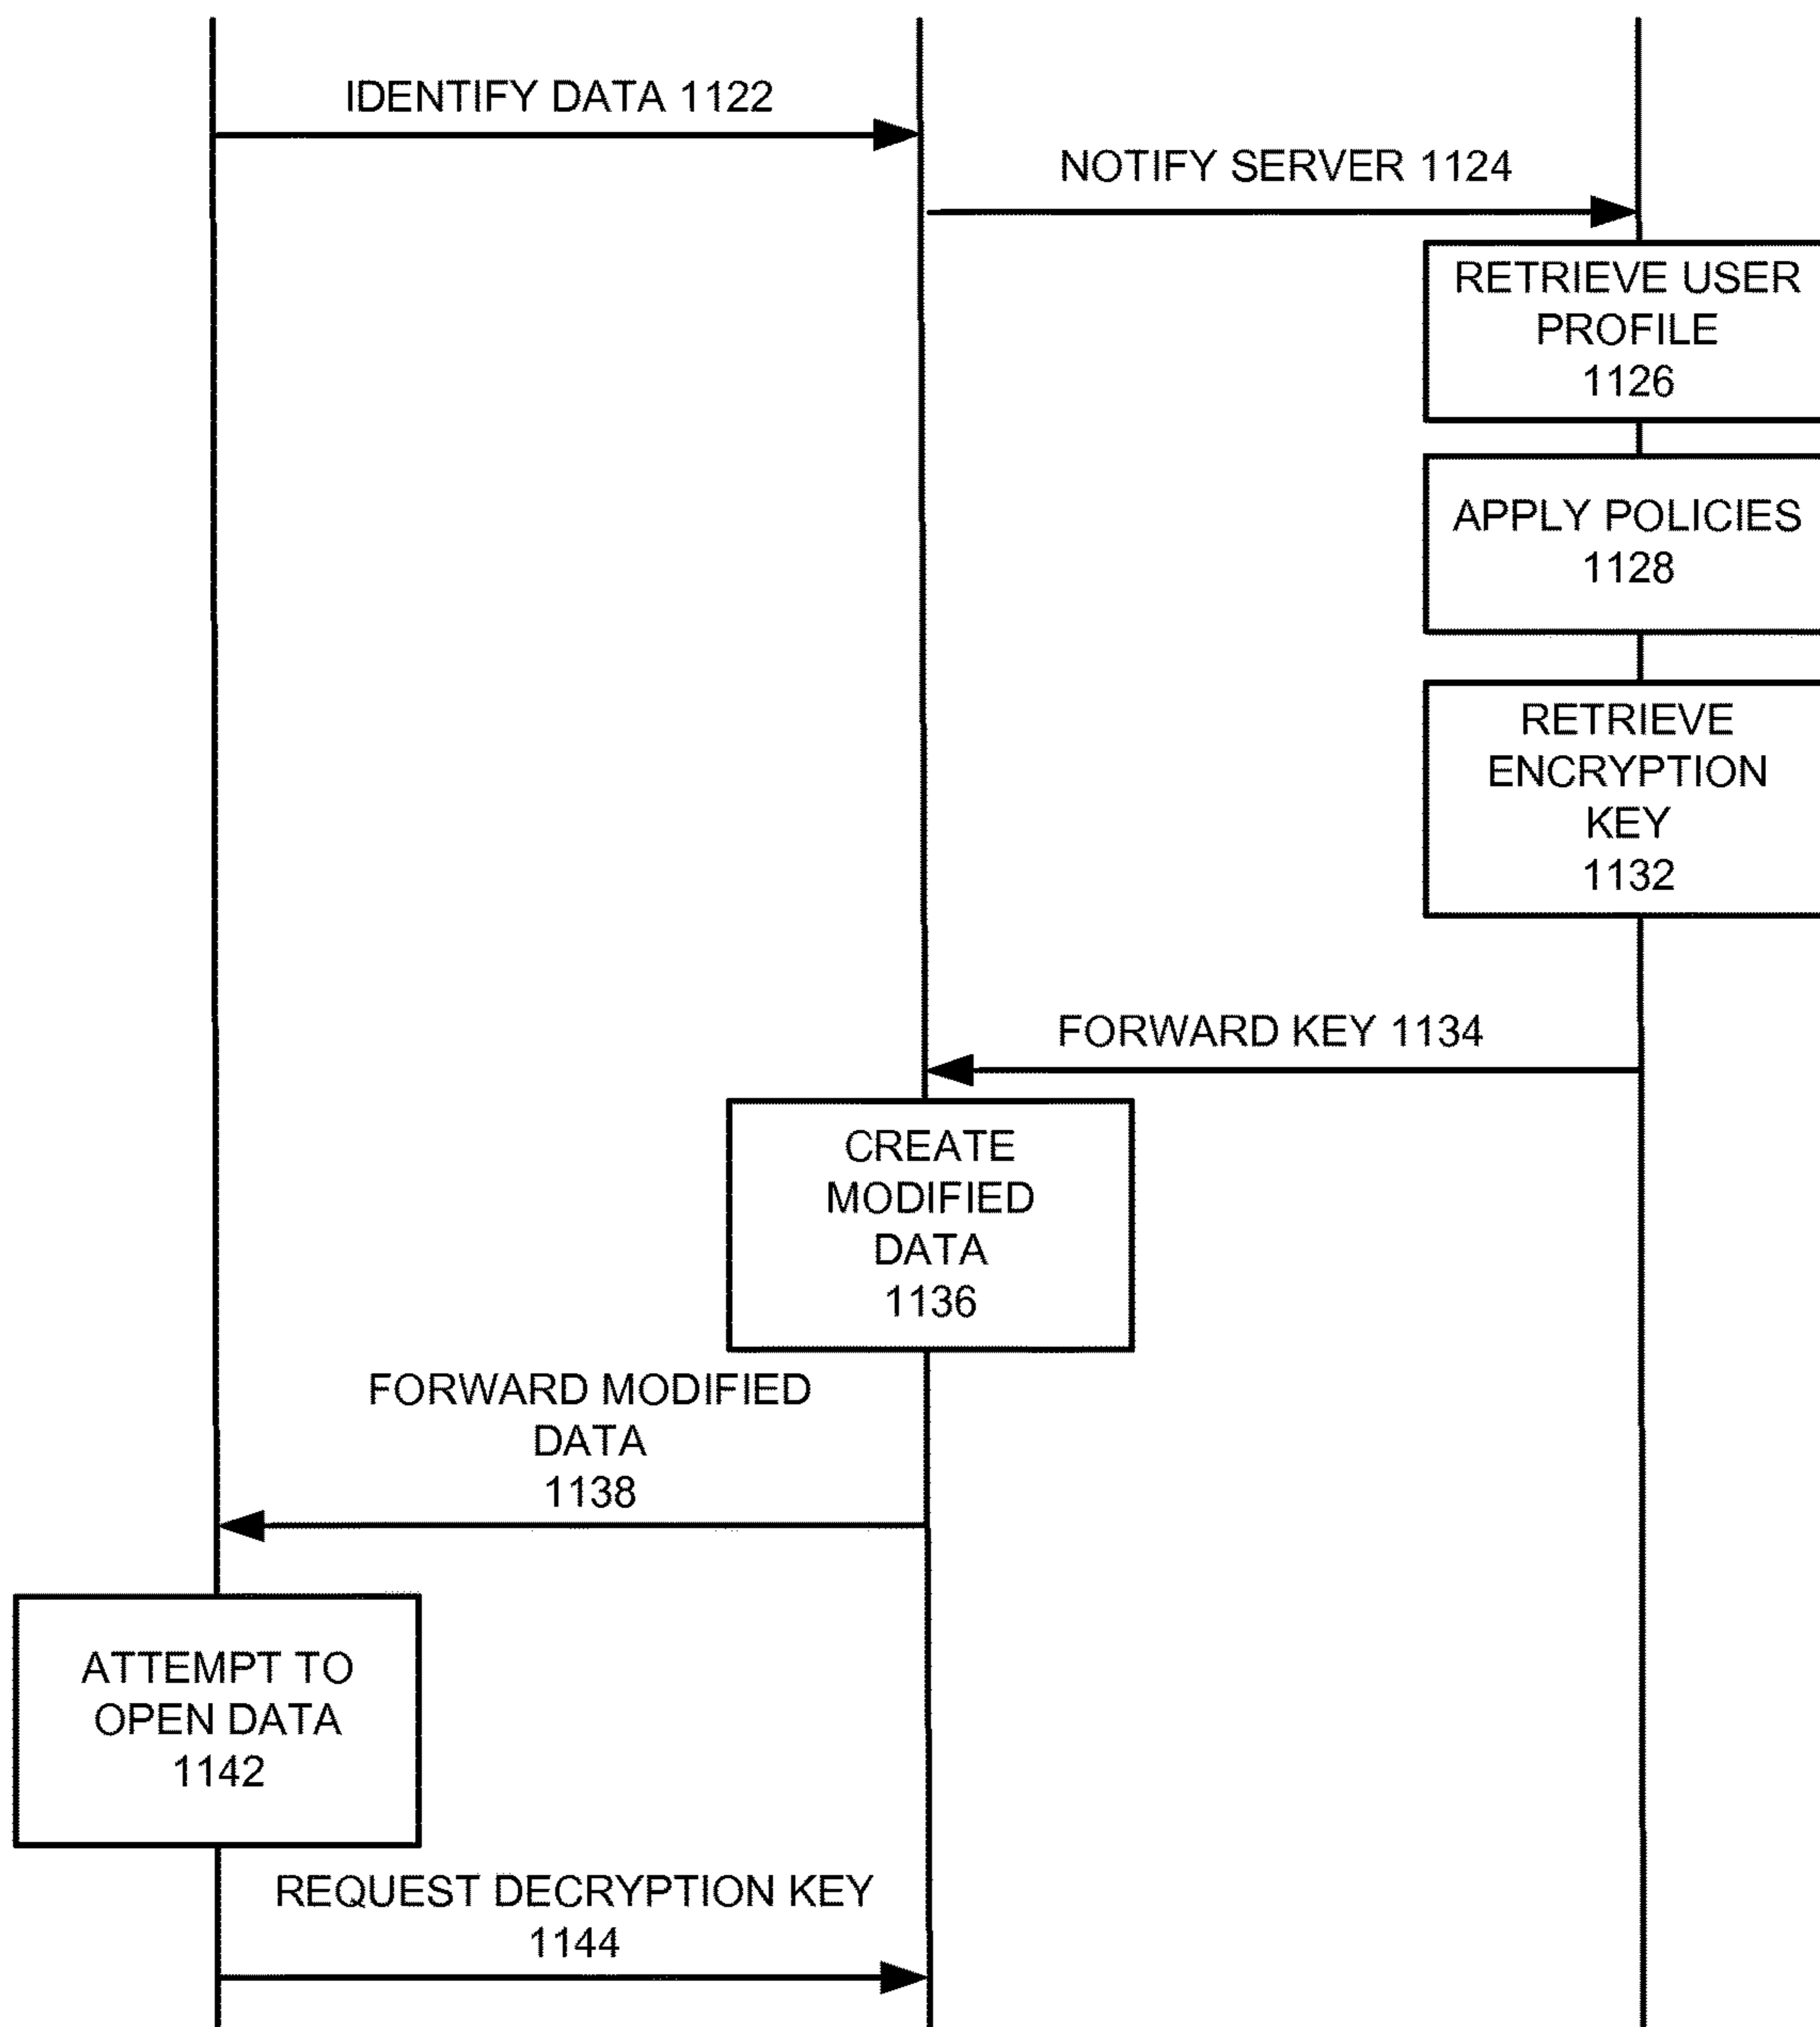 IDENTIFY DATA 1122
NOTIFY SERVER 1124
RETRIEVE USER
PROFILE
1126
APPLY POLICIES
1128
RETRIEVE
ENCRYPTION
KEY
1132
FORWARD KEY 1134
CREATE
MODIFIED
DATA
1136
FORWARD MODIFIED
DATA
1138
ATTEMPT TO
OPEN DATA
1142
REQUEST DECRYPTION KEY
1144